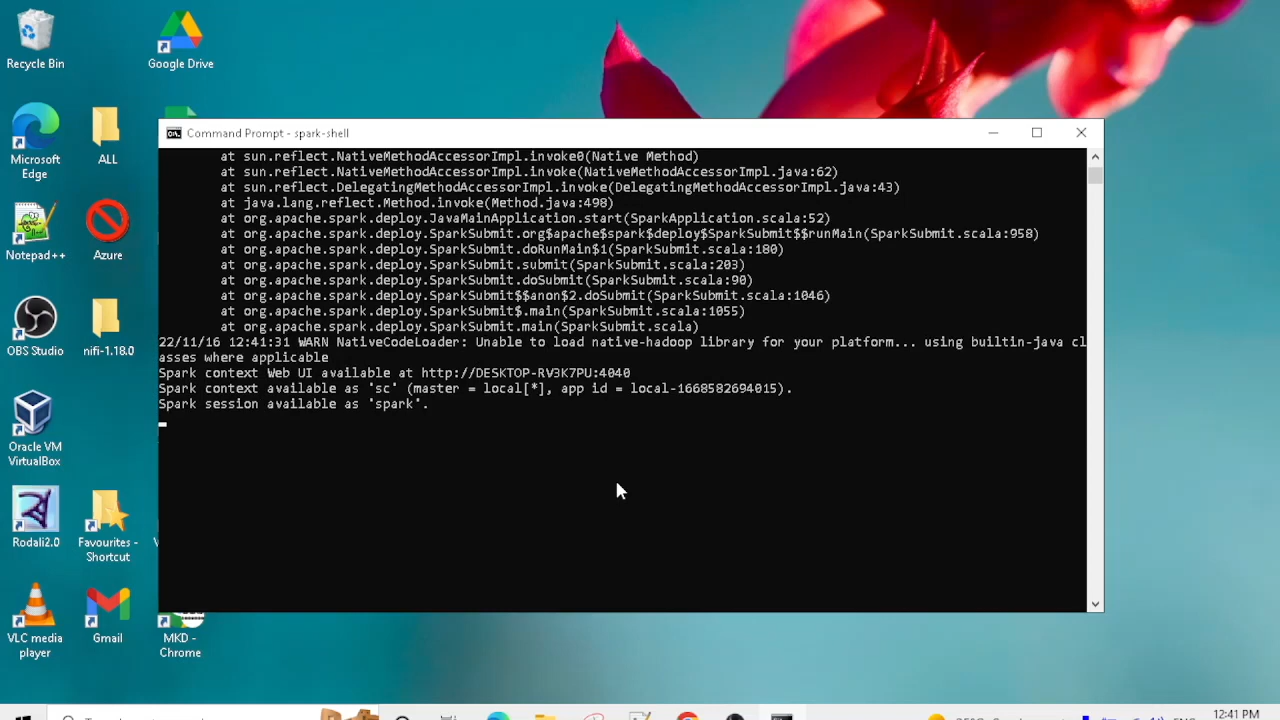 Recycle Bin
Google Drive
Microsoft
Edge
ALL
Notepad++
Azure
OBS Studio
nifi-1.18.0
Oracle VM
VirtualBox
Rodali2.0
Favourites -
Shortcut
VLC media
player
Gmail
MKD -
Chrome
Command Prompt - spark-shell
at sun.reflect.NativeMethodAccessorImpl.invoke0(Native Method)
at sun.reflect.NativeMethodAccessorImpl.invoke(NativeMethodAccessorImpl.java:62)
at sun.reflect.DelegatingMethodAccessorImpl.invoke(DelegatingMethodAccessorImpl.java:43)
at java.lang.reflect.Method.invoke(Method.java:498)
at org.apache.spark.deploy.JavaMainApplication.start(SparkApplication.scala:52)
at org.apache.spark.deploy.SparkSubmit.org$apache$spark$deploy$SparkSubmit$$runMain(SparkSubmit.scala:958)
at org.apache.spark.deploy.SparkSubmit.doRunMain$1(SparkSubmit.scala:180)
at org.apache.spark.deploy.SparkSubmit.submit(SparkSubmit.scala:203)
at org.apache.spark.deploy.SparkSubmit.doSubmit(SparkSubmit.scala:90)
at org.apache.spark.deploy.SparkSubmit$$anon$2.doSubmit(SparkSubmit.scala:1046)
at org.apache.spark.deploy.SparkSubmit$.main(SparkSubmit.scala:1055)
at org.apache.spark.deploy.SparkSubmit.main(SparkSubmit.scala)
22/11/16 12:41:31 WARN NativeCodeLoader: Unable to load native-hadoop library for your platform... using builtin-java cl
asses where applicable
Spark context Web UI available at http://DESKTOP-RV3K7PU:4040
Spark context available as 'sc' (master = local[*], app id = local-1668582694015).
Spark session available as 'spark'.
12:41 PM